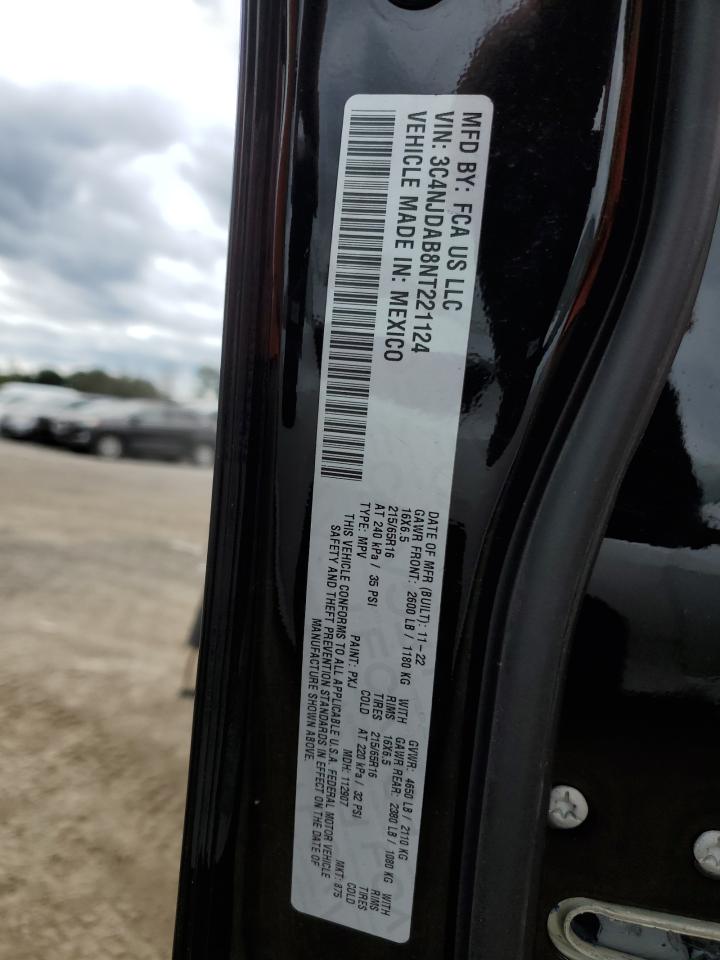 MFD BY: FCA US LLC
VIN: 3C4NJDAB8NT221124
VEHICLE MADE IN: MEXICO
DATE OF MFR (BUILT): 11-22 GVWR: 4650 LB / 2110 KG
GAWR FRONT: 2600 LB / 1180 KG WITH GAWR REAR: 2380 LB / 1080 KG WITH
16X6.5 RIMS 16X6.5 RIMS
215/65R16 TIRES 215/65R16 TIRES
AT 240 kPa / 35 PSI COLD AT 220 kPa / 32 PSI COLD
TYPE: MPV PAINT: PXJ MDH: 112907 MKT: 875
THIS VEHICLE CONFORMS TO ALL APPLICABLE U.S.A. FEDERAL MOTOR VEHICLE
SAFETY AND THEFT PREVENTION STANDARDS IN EFFECT ON THE DATE OF
MANUFACTURE SHOWN ABOVE.